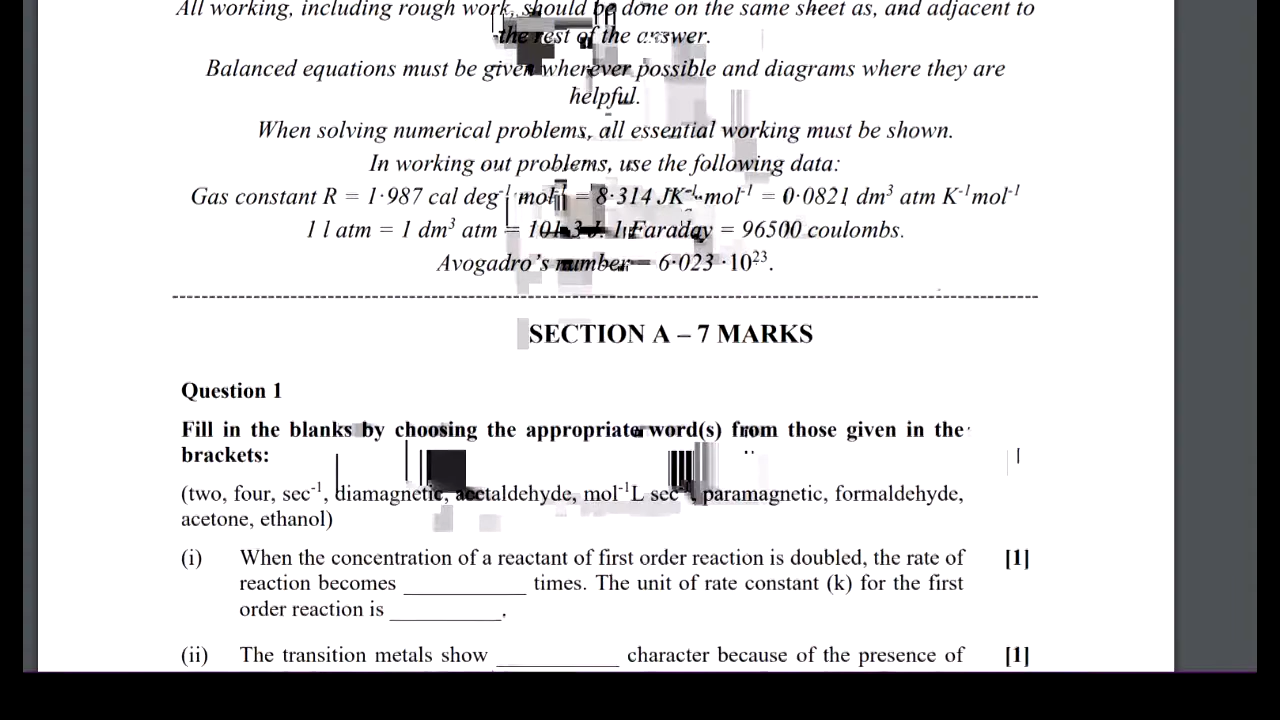 All working, including rough work, should be done on the same sheet as, and adjacent to
the rest of the answer.
Balanced equations must be given wherever possible and diagrams where they are
helpful.
When solving numerical problems, all essential working must be shown.
In working out problems, use the following data:
Gas constant R = 1·987 cal deg⁻¹ mol⁻¹ = 8·314 JK⁻¹ mol⁻¹ = 0·0821 dm³ atm K⁻¹mol⁻¹
1 l atm = 1 dm³ atm = 101·3 J. 1 Faraday = 96500 coulombs.
Avogadro's number = 6·023 ·10²³.
SECTION A – 7 MARKS
Question 1
Fill in the blanks by choosing the appropriate word(s) from those given in the
brackets:
(two, four, sec⁻¹, diamagnetic, acetaldehyde, mol⁻¹L sec⁻¹, paramagnetic, formaldehyde,
acetone, ethanol)
(i) When the concentration of a reactant of first order reaction is doubled, the rate of [1]
reaction becomes ___________ times. The unit of rate constant (k) for the first
order reaction is __________.
(ii) The transition metals show ___________ character because of the presence of [1]